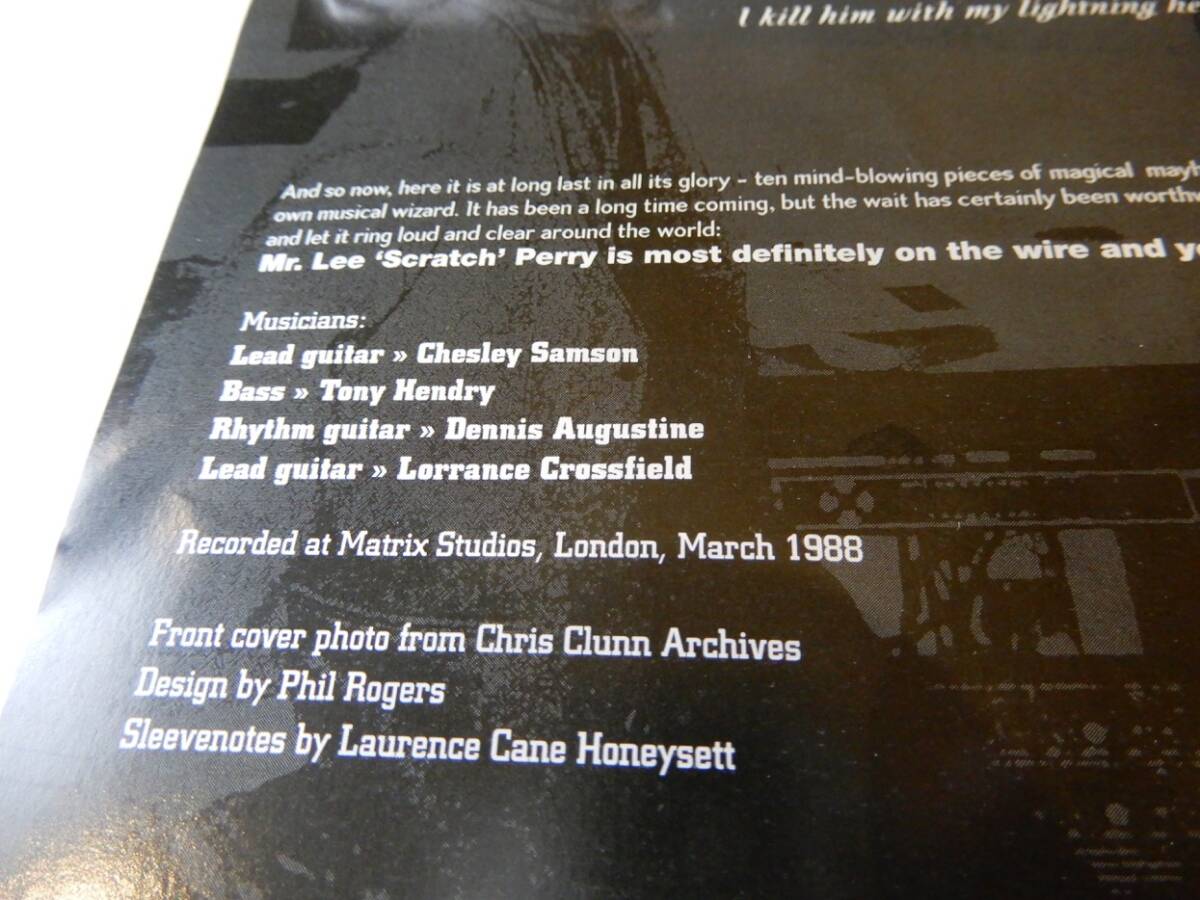 I kill him with my lightning
And so now, here it is at long last in all its glory - ten mind-blowing pieces of magical
own musical wizard. It has been a long time coming, but the wait has certainly been
and let it ring loud and clear around the world:
Mr. Lee 'Scratch' Perry is most definitely on the wire and
Musicians:
Lead guitar » Chesley Samson
Bass » Tony Hendry
Rhythm guitar » Dennis Augustine
Lead guitar » Lorrance Crossfield
Recorded at Matrix Studios, London, March 1988
Front cover photo from Chris Clunn Archives
Design by Phil Rogers
Sleevenotes by Laurence Cane Honeysett